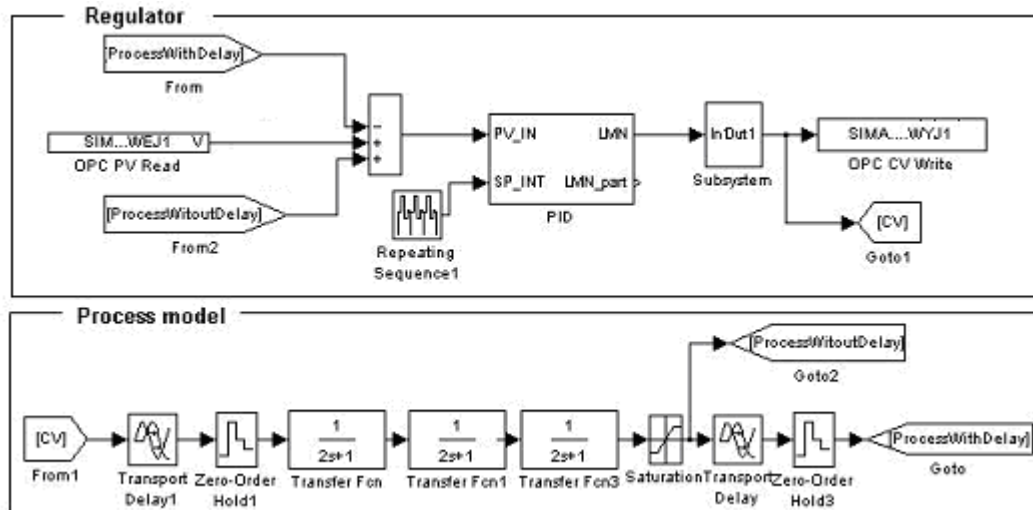 Regulator
[ProcessWithDelay]
From
SIM...WEJ1 V
OPC PV Read
[ProcessWitoutDelay]
From2
−
+
+
Repeating
Sequence1
PV_IN LMN
SP_INT LMN_part
PID
In Out1
Subsystem
SIMA....WYJ1
OPC CV Write
[CV]
Goto1
Process model
[ProcessWitoutDelay]
Goto2
[CV]
From1
Transport
Delay1
Zero-Order
Hold1
1
2s+1
Transfer Fcn
1
2s+1
Transfer Fcn1
1
2s+1
Transfer Fcn3
Saturation
Transport
Delay
Zero-Order
Hold3
[ProcessWithDelay]
Goto